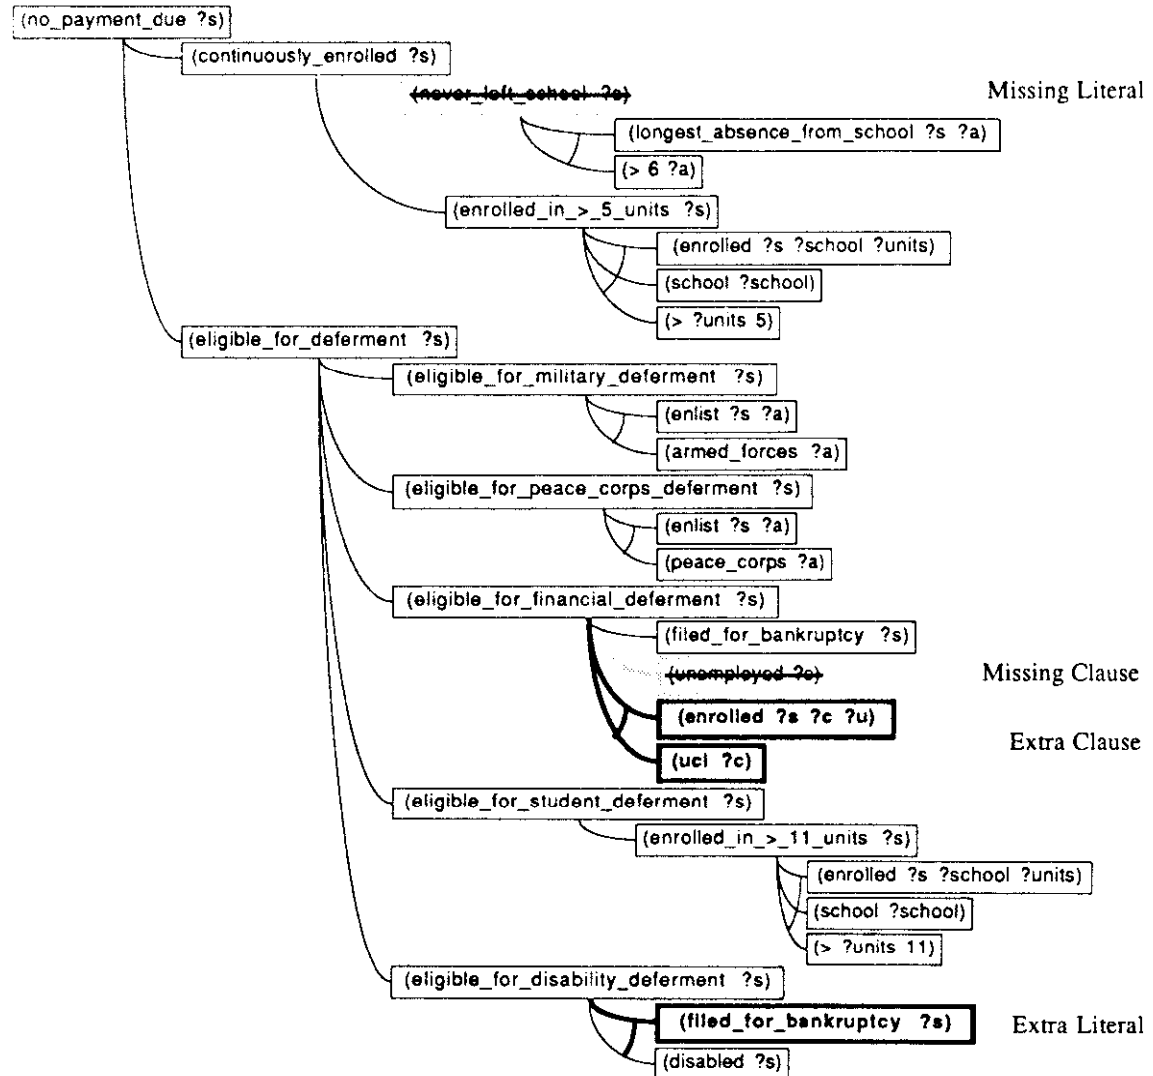 (no_payment_due ?s)
(continuously_enrolled ?s)
(never_left_school ?s)
Missing Literal
(longest_absence_from_school ?s ?a)
(> 6 ?a)
(enrolled_in_>_5_units ?s)
(enrolled ?s ?school ?units)
(school ?school)
(> ?units 5)
(eligible_for_deferment ?s)
(eligible_for_military_deferment ?s)
(enlist ?s ?a)
(armed_forces ?a)
(eligible_for_peace_corps_deferment ?s)
(enlist ?s ?a)
(peace_corps ?a)
(eligible_for_financial_deferment ?s)
(filed_for_bankruptcy ?s)
(unemployed ?s)
Missing Clause
(enrolled ?s ?c ?u)
Extra Clause
(uci ?c)
(eligible_for_student_deferment ?s)
(enrolled_in_>_11_units ?s)
(enrolled ?s ?school ?units)
(school ?school)
(> ?units 11)
(eligible_for_disability_deferment ?s)
(filed_for_bankruptcy ?s)
Extra Literal
(disabled ?s)